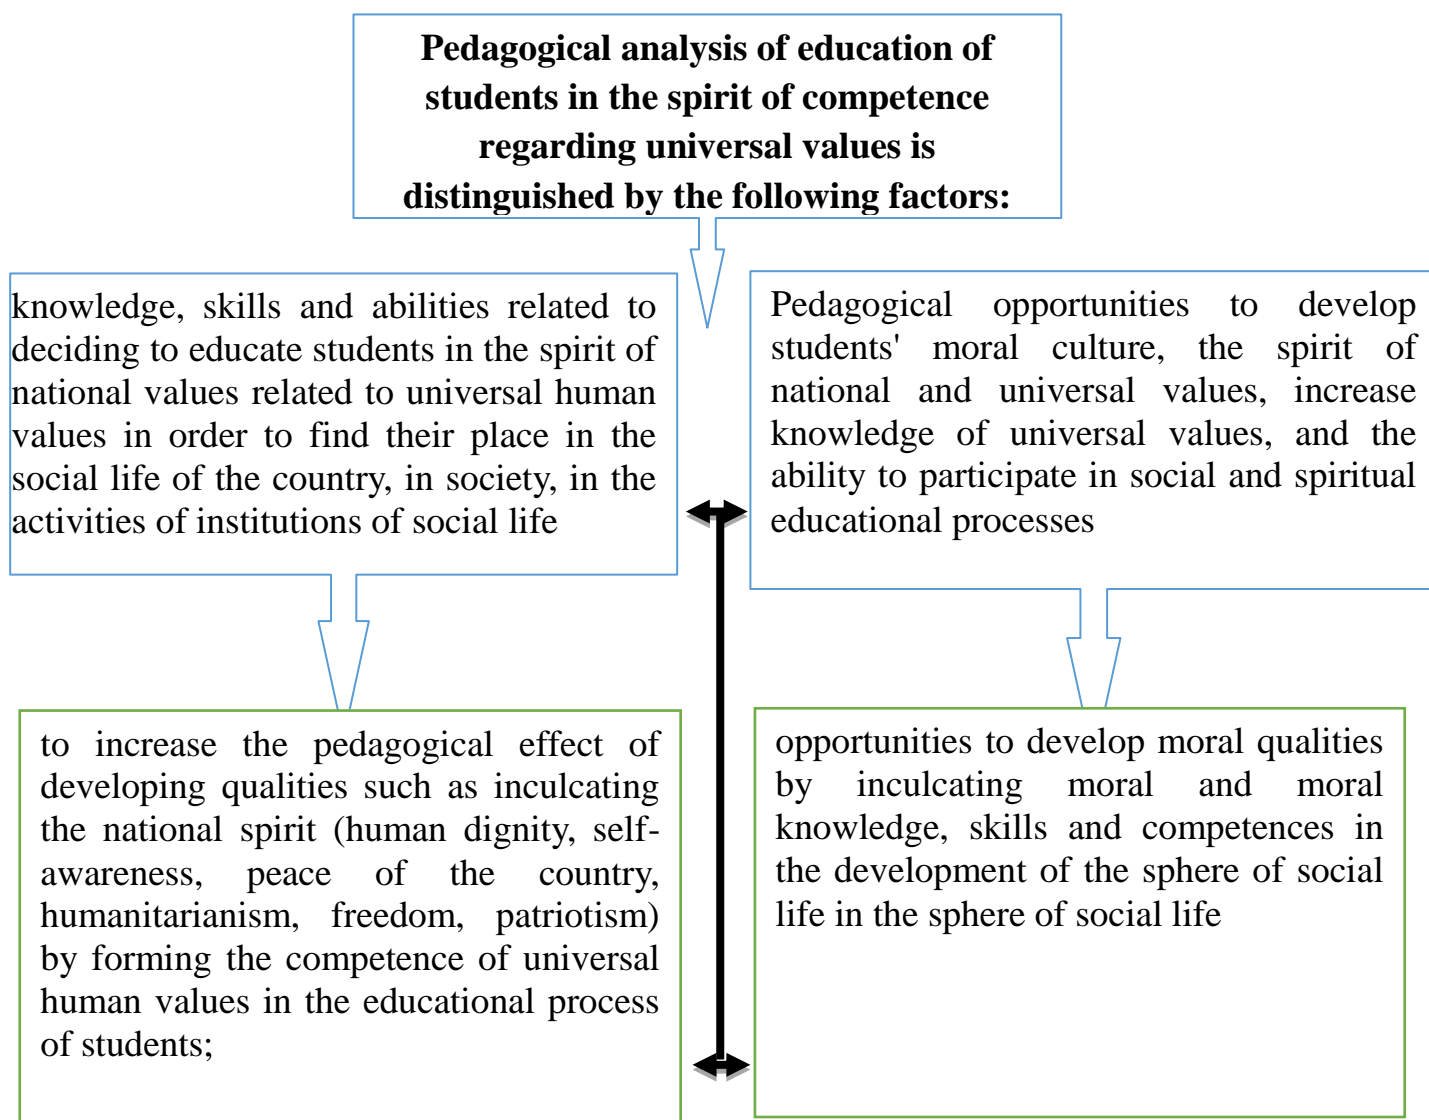 Pedagogical analysis of education of
students in the spirit of competence
regarding universal values is
distinguished by the following factors:
knowledge, skills and abilities related to
deciding to educate students in the spirit of
national values related to universal human
values in order to find their place in the
social life of the country, in society, in the
activities of institutions of social life
Pedagogical opportunities to develop
students' moral culture, the spirit of
national and universal values, increase
knowledge of universal values, and the
ability to participate in social and spiritual
educational processes
to increase the pedagogical effect of
developing qualities such as inculcating
the national spirit (human dignity, self-
awareness, peace of the country,
humanitarianism, freedom, patriotism)
by forming the competence of universal
human values in the educational process
of students;
opportunities to develop moral qualities
by inculcating moral and moral
knowledge, skills and competences in
the development of the sphere of social
life in the sphere of social life